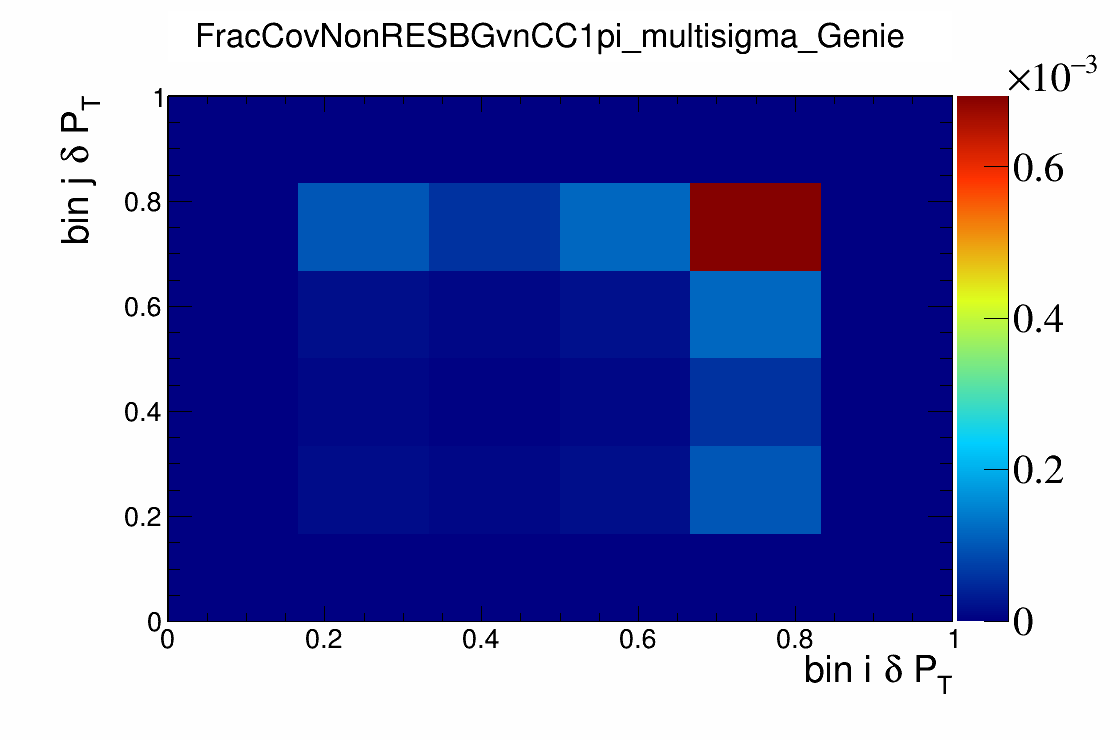 FracCovNonRESBGvnCC1pi_multisigma_Genie
×10⁻³
bin j δ P_T
1
0.8
0.6
0.4
0.2
0
0 0.2 0.4 0.6 0.8 1
bin i δ P_T
0.6
0.4
0.2
0